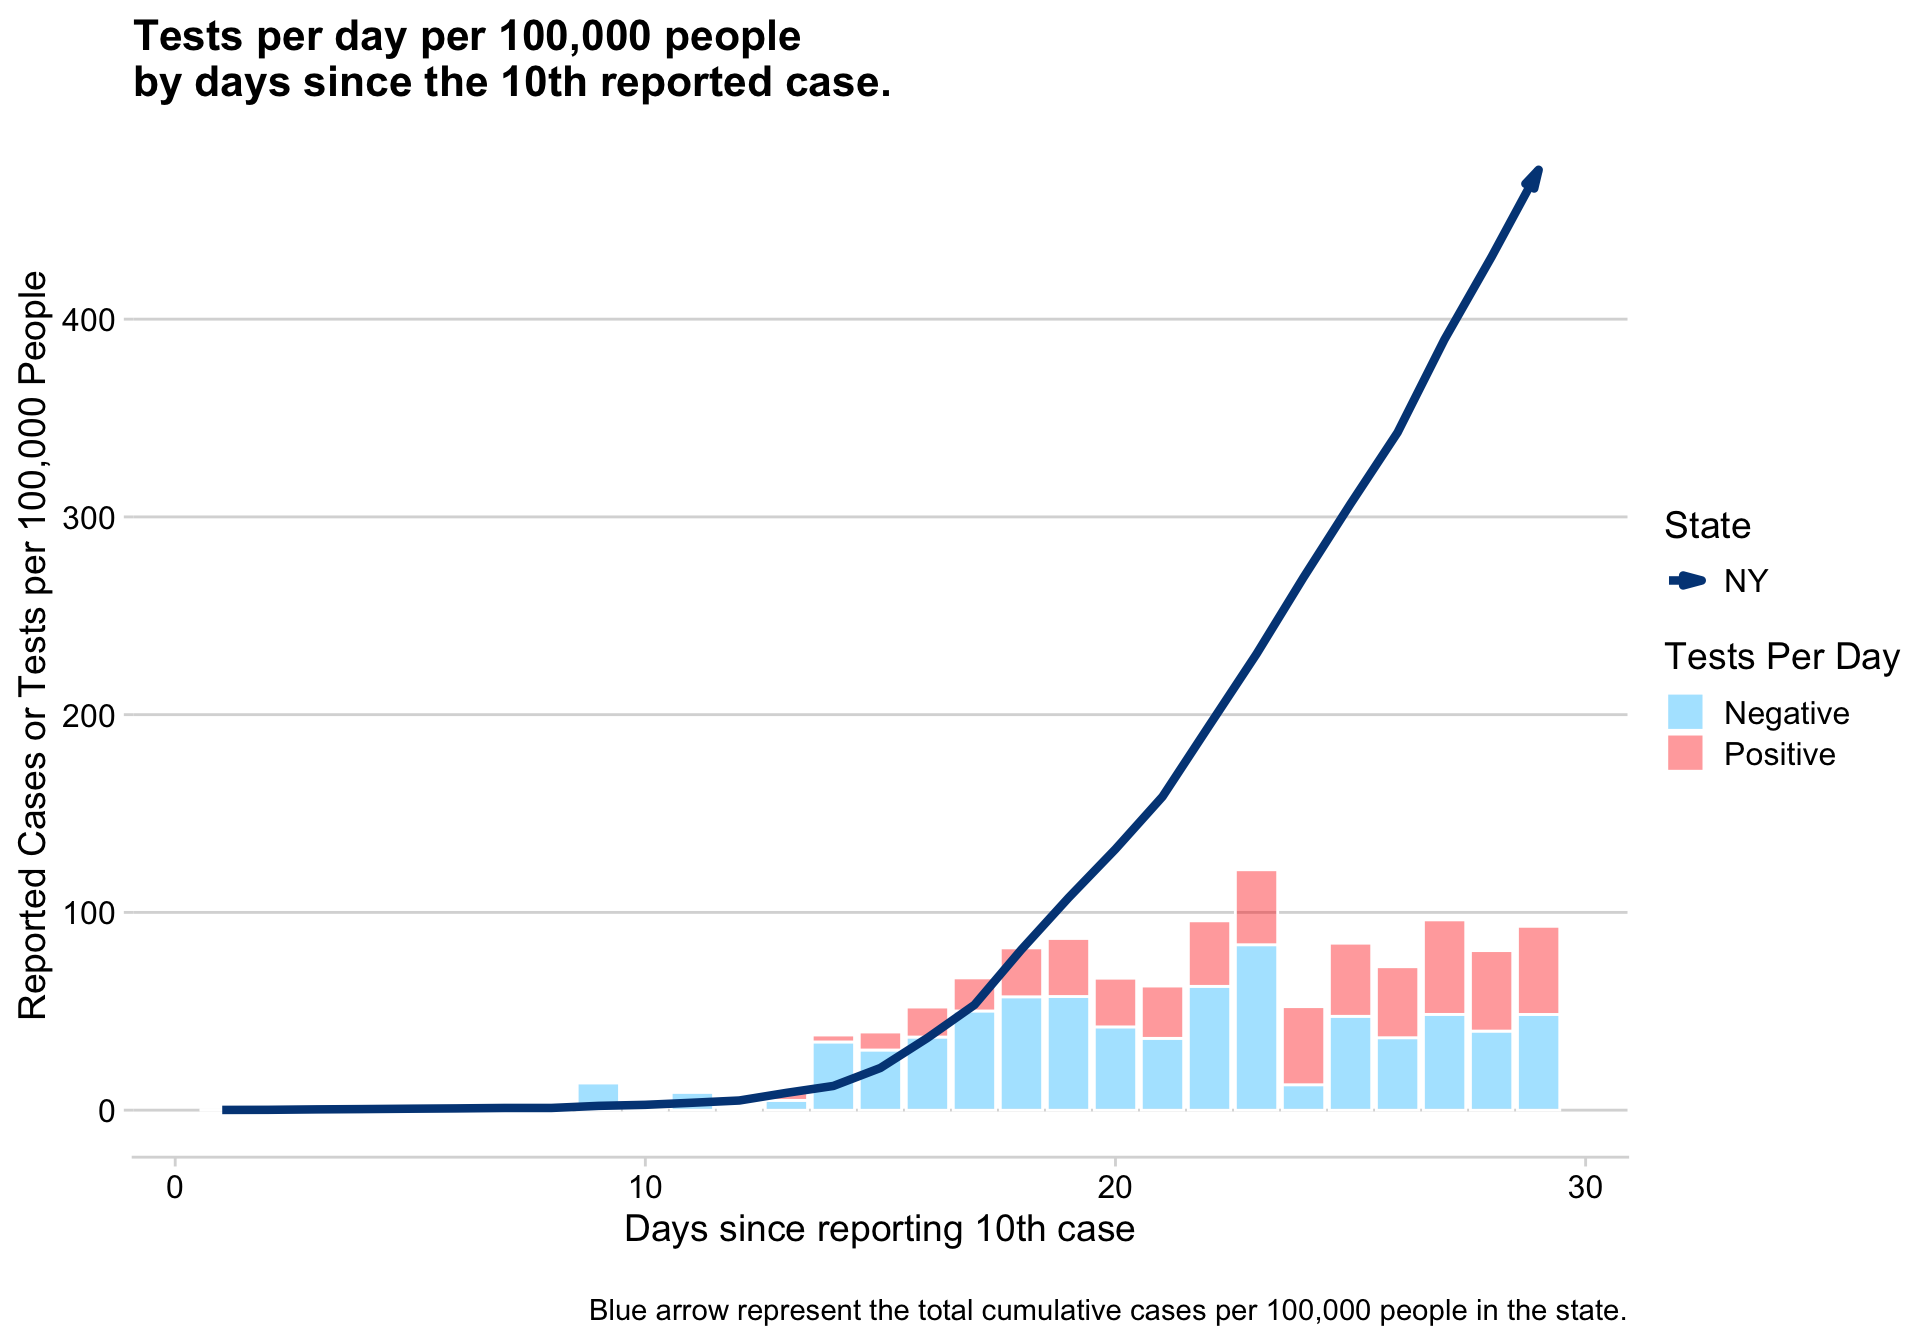 Tests per day per 100,000 people
by days since the 10th reported case.
Reported Cases or Tests per 100,000 People
400
300
200
100
0
0
10
20
30
Days since reporting 10th case
State
NY
Tests Per Day
Negative
Positive
Blue arrow represent the total cumulative cases per 100,000 people in the state.